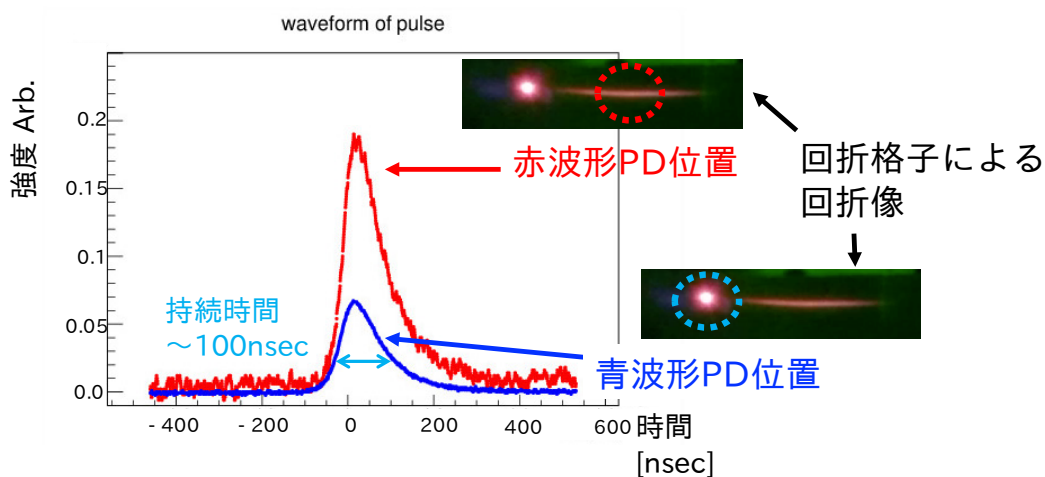 waveform of pulse
強度 Arb.
0.2
0.15
0.1
0.05
0.0
- 400
- 200
0
200
400
600
時間
[nsec]
赤波形PD位置
回折格子による
回折像
持続時間
～100nsec
青波形PD位置